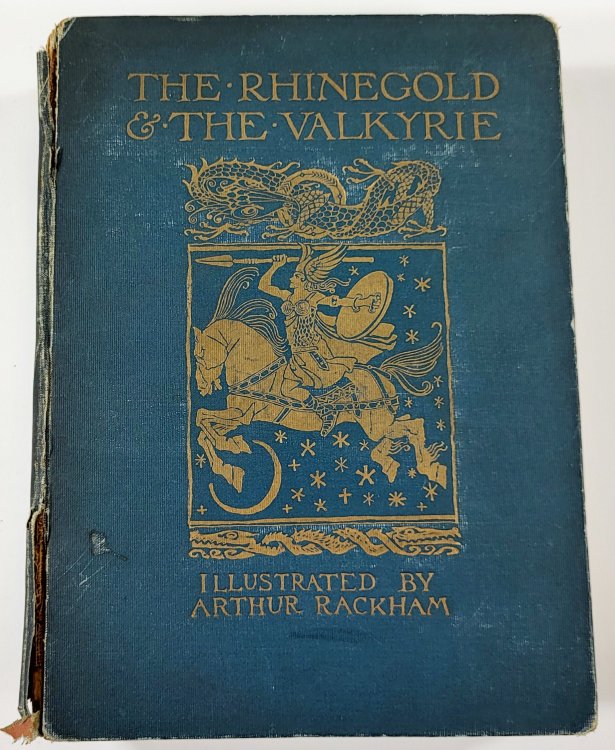 THE·RHINEGOLD
&·THE·VALKYRIE
ILLUSTRATED BY
ARTHUR RACKHAM